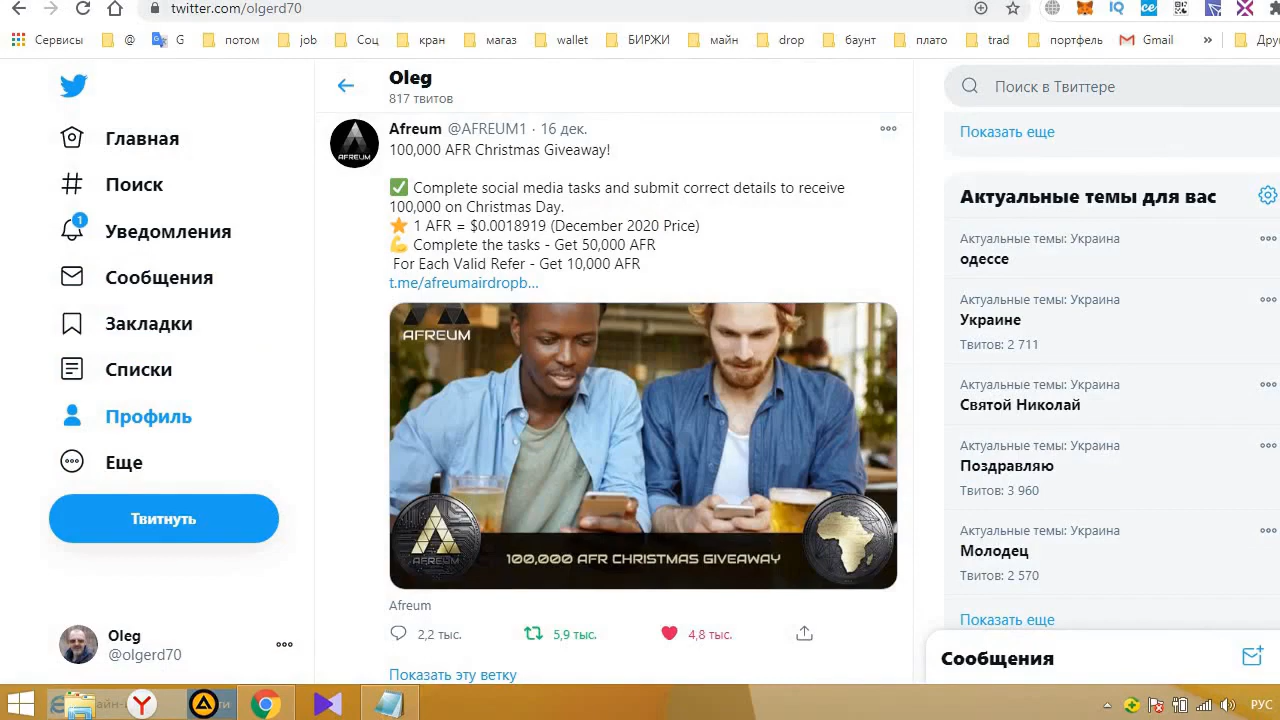 twitter.com/olgerd70
Сервисы
@
G
потом
job
Соц
кран
магаз
wallet
БИРЖИ
майн
drop
баунт
плато
trad
портфель
Gmail
»
Дру
Главная
Поиск
1
Уведомления
Сообщения
Закладки
Списки
Профиль
Еще
Твитнуть
Oleg
@olgerd70
Oleg
817 твитов
Afreum @AFREUM1 · 16 дек.
100,000 AFR Christmas Giveaway!
✅ Complete social media tasks and submit correct details to receive
100,000 on Christmas Day.
⭐ 1 AFR = $0.0018919 (December 2020 Price)
💪 Complete the tasks - Get 50,000 AFR
For Each Valid Refer - Get 10,000 AFR
t.me/afreumairdropb...
AFREUM
AFREUM
AFREUM
100,000 AFR CHRISTMAS GIVEAWAY
Afreum
2,2 тыс.
5,9 тыс.
4,8 тыс.
Показать эту ветку
Поиск в Твиттере
Показать еще
Актуальные темы для вас
Актуальные темы: Украина
одессе
Актуальные темы: Украина
Украине
Твитов: 2 711
Актуальные темы: Украина
Святой Николай
Актуальные темы: Украина
Поздравляю
Твитов: 3 960
Актуальные темы: Украина
Молодец
Твитов: 2 570
Показать еще
Сообщения
РУС